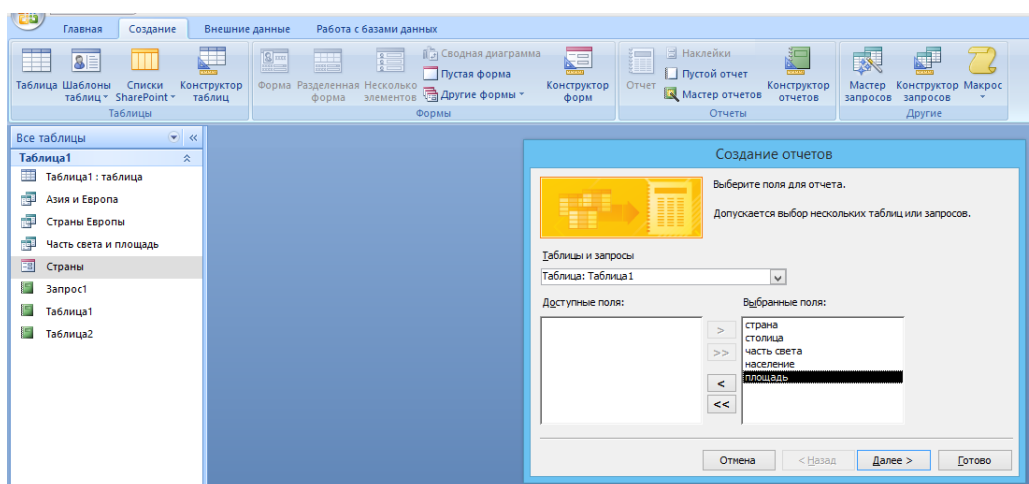 Главная Создание Внешние данные Работа с базами данных
Таблица Шаблоны таблиц Списки SharePoint Конструктор таблиц
Таблицы
Форма Разделенная форма Несколько элементов Сводная диаграмма
Пустая форма
Другие формы
Конструктор форм
Формы
Отчет Наклейки
Пустой отчет
Мастер отчетов
Конструктор отчетов
Отчеты
Мастер запросов Конструктор запросов Макрос
Другие
Все таблицы
Таблица1
Таблица1 : таблица
Азия и Европа
Страны Европы
Часть света и площадь
Страны
Запрос1
Таблица1
Таблица2
Создание отчетов
Выберите поля для отчета.
Допускается выбор нескольких таблиц или запросов.
Таблицы и запросы
Таблица: Таблица1
Доступные поля:
Выбранные поля:
страна
столица
часть света
население
площадь
>
>>
<
<<
Отмена < Назад Далее > Готово